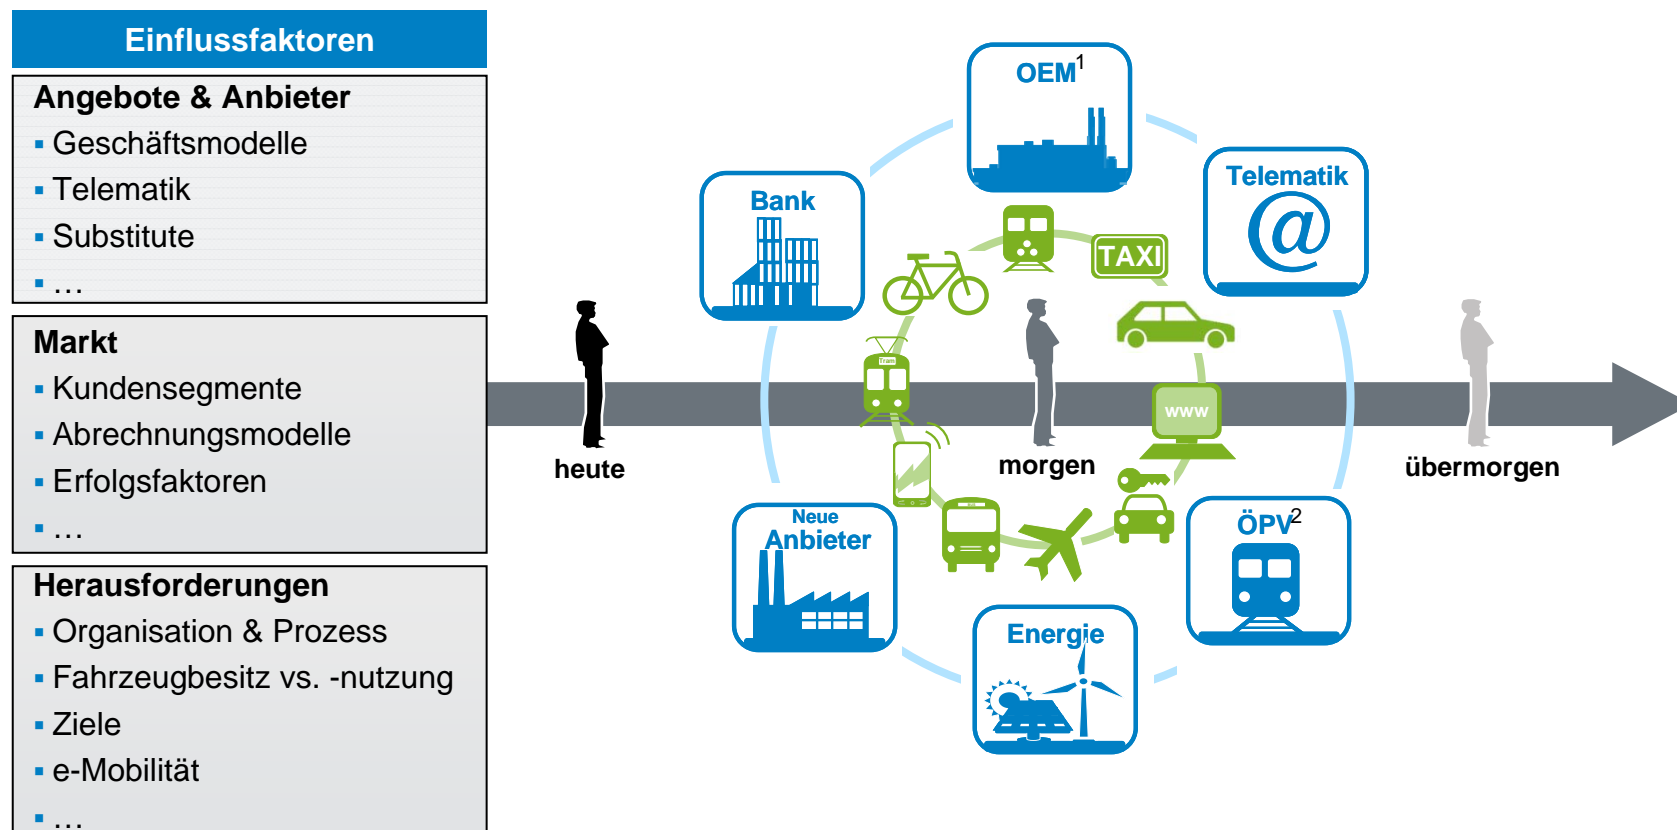 Einflussfaktoren
Angebote & Anbieter
▪ Geschäftsmodelle
▪ Telematik
▪ Substitute
▪ …
Markt
▪ Kundensegmente
▪ Abrechnungsmodelle
▪ Erfolgsfaktoren
▪ …
Herausforderungen
▪ Organisation & Prozess
▪ Fahrzeugbesitz vs. -nutzung
▪ Ziele
▪ e-Mobilität
▪ …
OEM¹
Telematik
@
Bank
TAXI
Tram
www
heute
morgen
übermorgen
Neue
Anbieter
ÖPV²
Energie